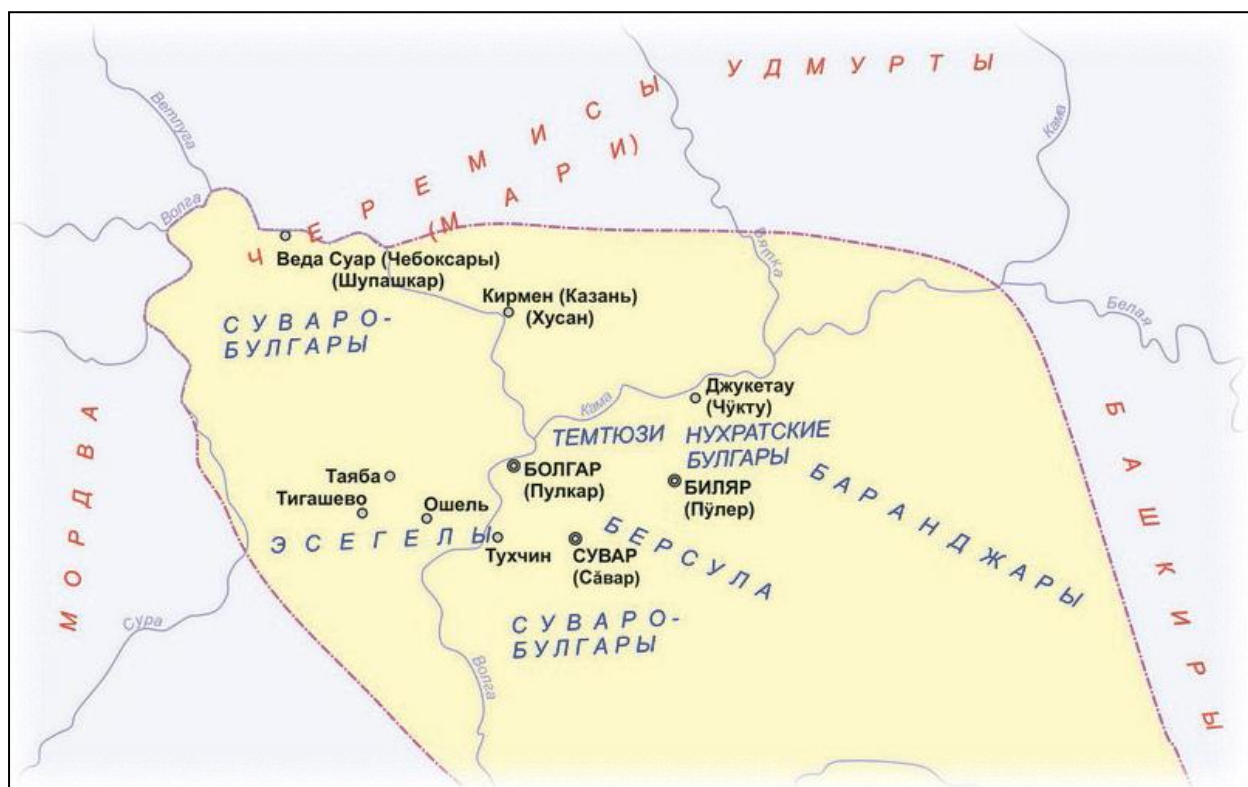 УДМУРТЫ
ЧЕРЕМИСЫ
(МАРИ)
Ветлуга
Кама
Волга
Вятка
Веда Суар (Чебоксары)
(Шупашкар)
Кирмен (Казань)
(Хусан)
Белая
СУВАРО-
БУЛГАРЫ
Джукетау
(Чӳкту)
Кама
МОРДВА
БАШКИРЫ
ТЕМТЮЗИ
НУХРАТСКИЕ
БУЛГАРЫ
БАРАНДЖАРЫ
Таяба
БОЛГАР
(Пулкар)
БИЛЯР
(Пӳлер)
Тигашево
Ошель
ЭСЕГЕЛЫ
БЕРСУЛА
Тухчин
СУВАР
(Сӑвар)
Сура
СУВАРО-
БУЛГАРЫ
Волга